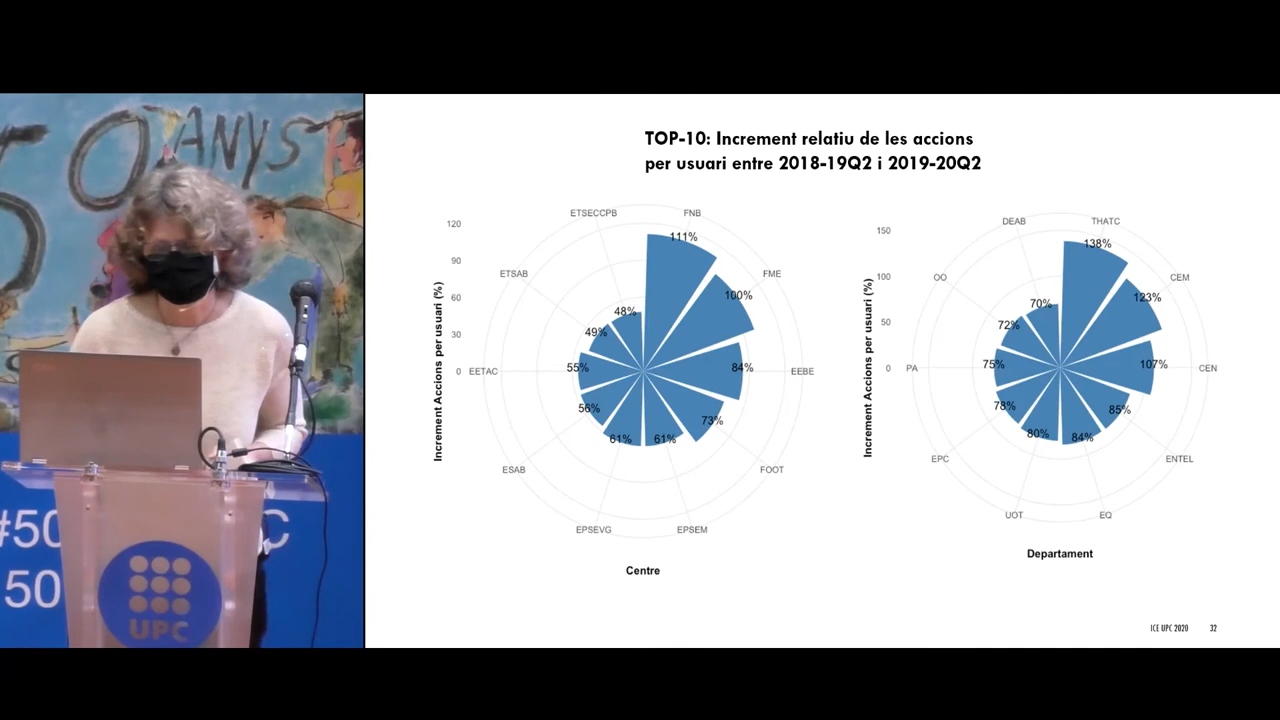 50 ANYS
#50
C
50
UPC
TOP-10: Increment relatiu de les accions
per usuari entre 2018-19Q2 i 2019-20Q2
Increment Accions per usuari (%)
120
90
60
30
0
FNB
FME
EEBE
FOOT
EPSEM
EPSEVG
ESAB
EETAC
ETSAB
ETSECCPB
111%
100%
84%
73%
61%
61%
56%
55%
49%
48%
Centre
Increment Accions per usuari (%)
150
100
50
0
THATC
CEM
CEN
ENTEL
EQ
UOT
EPC
PA
OO
DEAB
138%
123%
107%
85%
84%
80%
78%
75%
72%
70%
Departament
ICE UPC 2020
32